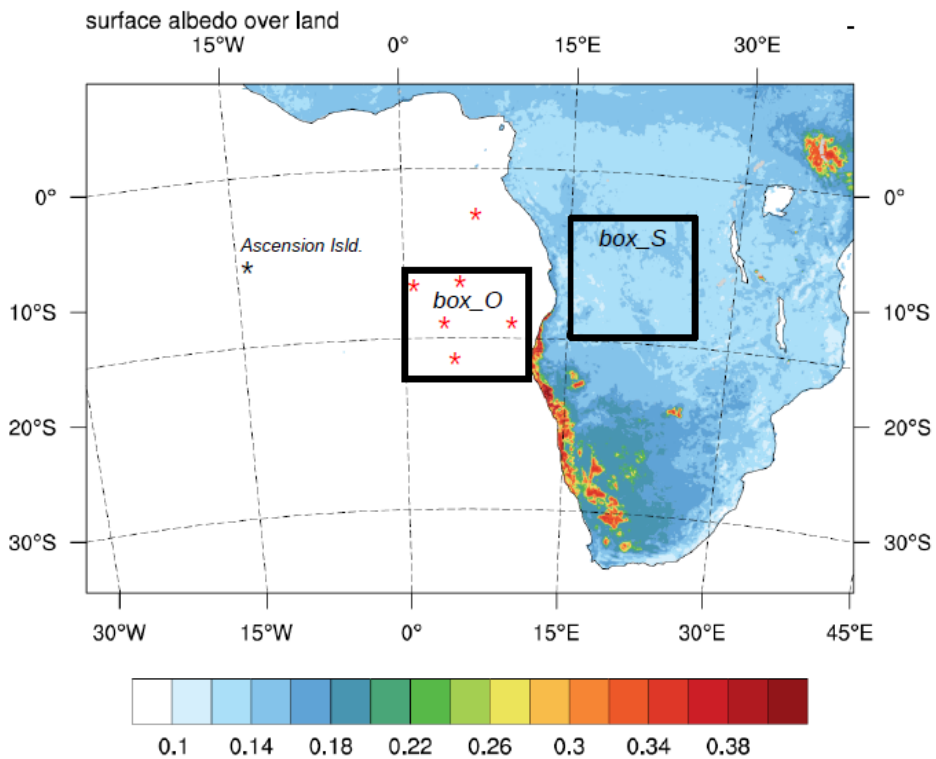 surface albedo over land
15°W 0° 15°E 30°E
0° 0°
Ascension Isld.
*
box_S
box_O
10°S 10°S
20°S 20°S
30°S 30°S
30°W 15°W 0° 15°E 30°E 45°E
0.1 0.14 0.18 0.22 0.26 0.3 0.34 0.38